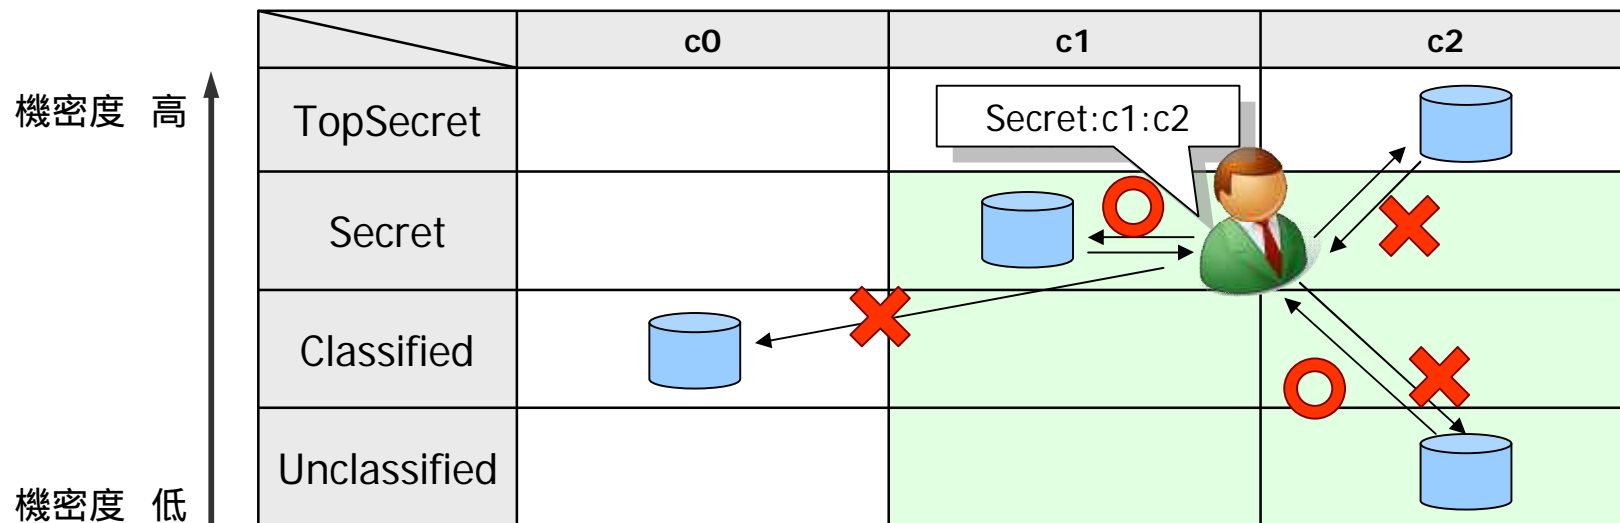 c0
c1
c2
機密度 高
TopSecret
Secret:c1:c2
Secret
Classified
Unclassified
機密度 低